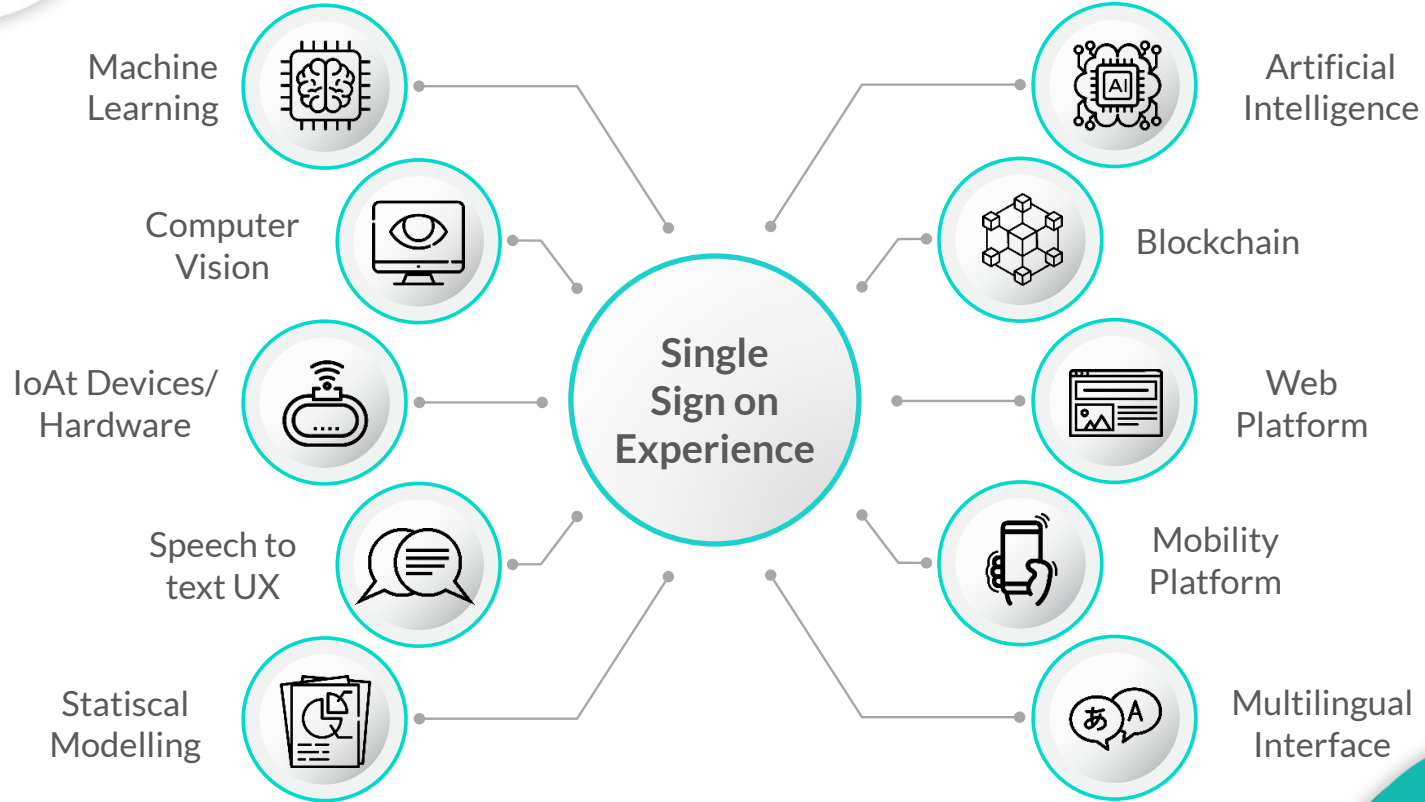 Machine
Learning
Artificial
Intelligence
AI
Computer
Vision
Blockchain
Single
Sign on
Experience
IoAt Devices/
Hardware
Web
Platform
Speech to
text UX
Mobility
Platform
Statiscal
Modelling
Multilingual
Interface
あ A